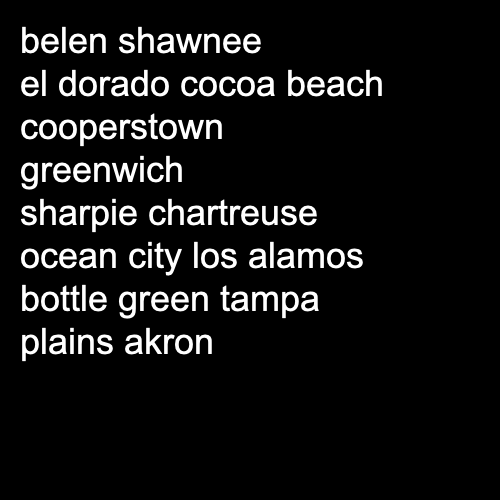 belen shawnee
el dorado cocoa beach
cooperstown
greenwich
sharpie chartreuse
ocean city los alamos
bottle green tampa
plains akron